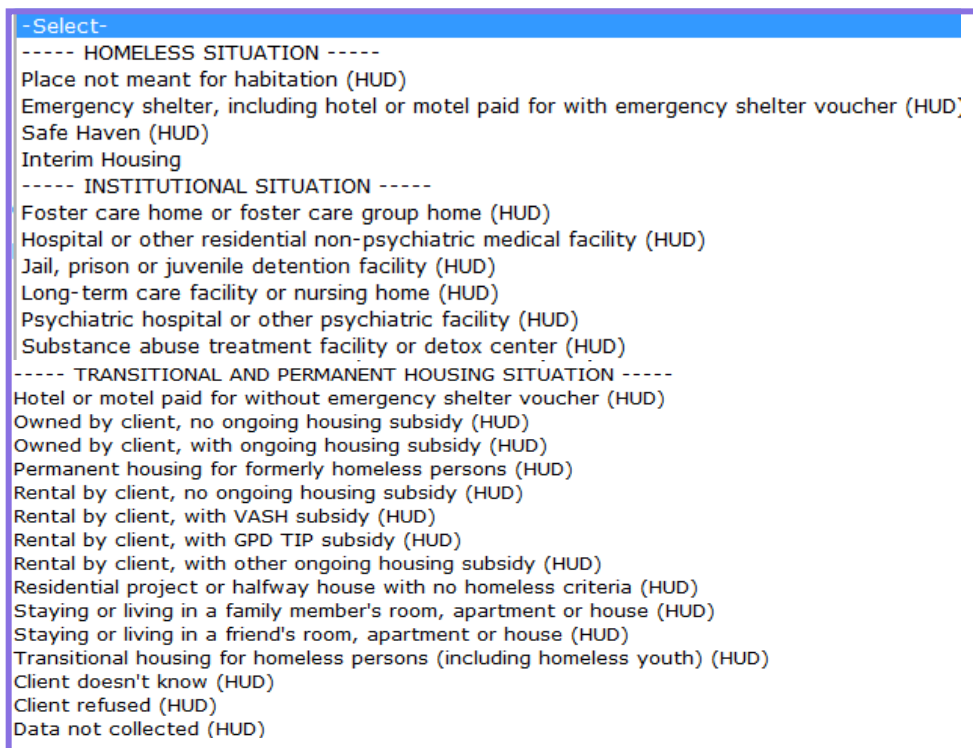 -Select-
----- HOMELESS SITUATION -----
Place not meant for habitation (HUD)
Emergency shelter, including hotel or motel paid for with emergency shelter voucher (HUD)
Safe Haven (HUD)
Interim Housing
----- INSTITUTIONAL SITUATION -----
Foster care home or foster care group home (HUD)
Hospital or other residential non-psychiatric medical facility (HUD)
Jail, prison or juvenile detention facility (HUD)
Long-term care facility or nursing home (HUD)
Psychiatric hospital or other psychiatric facility (HUD)
Substance abuse treatment facility or detox center (HUD)
----- TRANSITIONAL AND PERMANENT HOUSING SITUATION -----
Hotel or motel paid for without emergency shelter voucher (HUD)
Owned by client, no ongoing housing subsidy (HUD)
Owned by client, with ongoing housing subsidy (HUD)
Permanent housing for formerly homeless persons (HUD)
Rental by client, no ongoing housing subsidy (HUD)
Rental by client, with VASH subsidy (HUD)
Rental by client, with GPD TIP subsidy (HUD)
Rental by client, with other ongoing housing subsidy (HUD)
Residential project or halfway house with no homeless criteria (HUD)
Staying or living in a family member's room, apartment or house (HUD)
Staying or living in a friend's room, apartment or house (HUD)
Transitional housing for homeless persons (including homeless youth) (HUD)
Client doesn't know (HUD)
Client refused (HUD)
Data not collected (HUD)